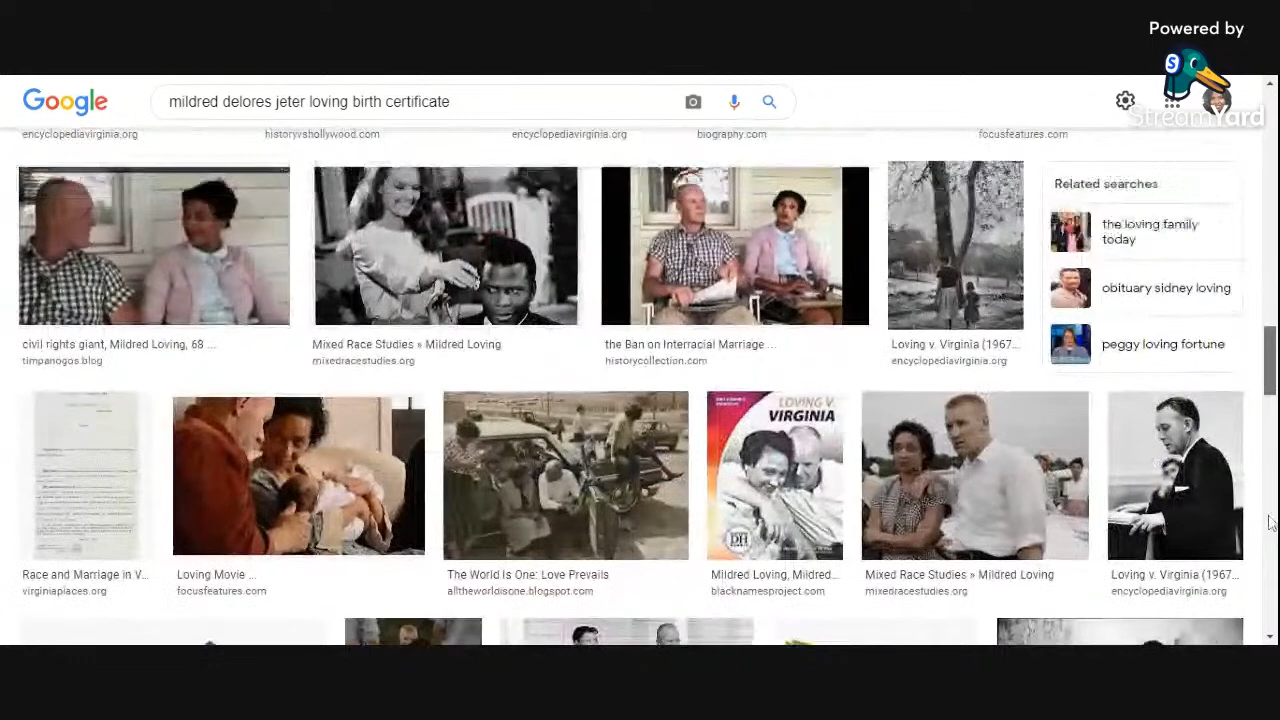 Powered by
S
StreamYard
Google
mildred delores jeter loving birth certificate
encyclopediavirginia.org
historyvshollywood.com
encyclopediavirginia.org
biography.com
focusfeatures.com
Related searches
the loving family
today
obituary sidney loving
peggy loving fortune
civil rights giant, Mildred Loving, 68 ...
timpanogos.blog
Mixed Race Studies » Mildred Loving
mixedracestudies.org
the Ban on Interracial Marriage ...
historycollection.com
Loving v. Virginia (1967...
encyclopediavirginia.org
LOVING V.
VIRGINIA
DH
Race and Marriage in V...
virginiaplaces.org
Loving Movie ...
focusfeatures.com
The World Is One: Love Prevails
alltheworldisone.blogspot.com
Mildred Loving, Mildred...
blacknamesproject.com
Mixed Race Studies » Mildred Loving
mixedracestudies.org
Loving v. Virginia (1967...
encyclopediavirginia.org